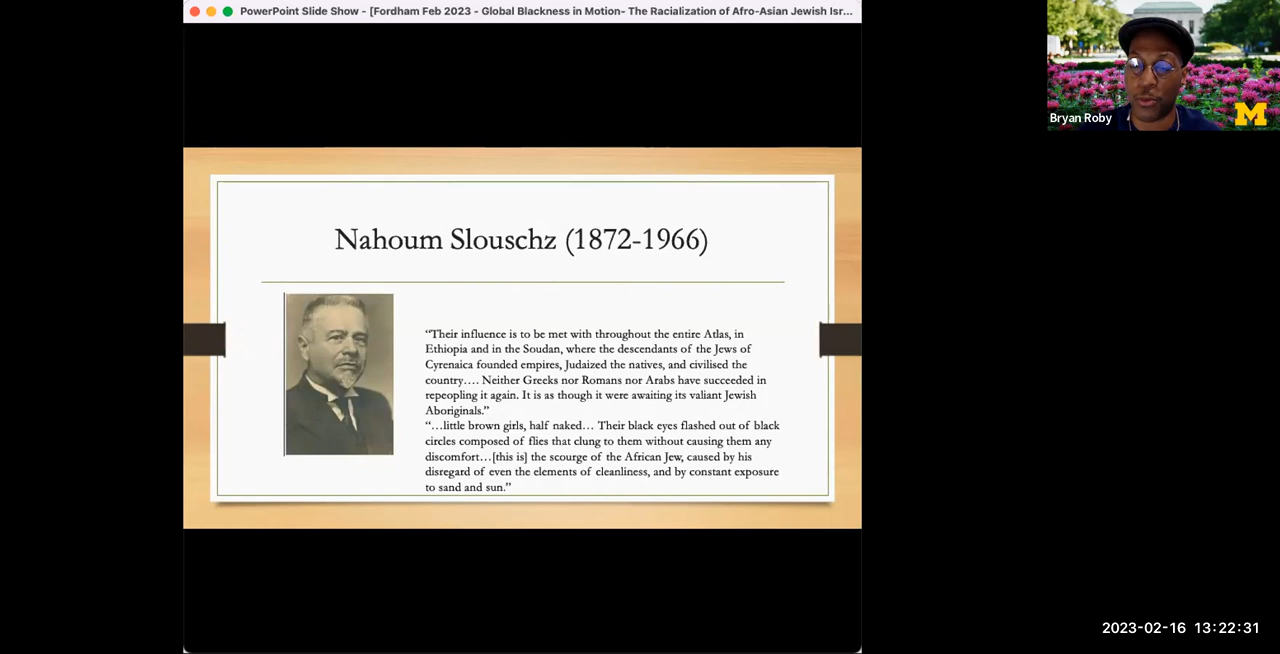 PowerPoint Slide Show - [Fordham Feb 2023 - Global Blackness in Motion- The Racialization of Afro-Asian Jewish Isr...
Bryan Roby
M
Nahoum Slouschz (1872-1966)
“Their influence is to be met with throughout the entire Atlas, in
Ethiopia and in the Soudan, where the descendants of the Jews of
Cyrenaica founded empires, Judaized the natives, and civilised the
country…. Neither Greeks nor Romans nor Arabs have succeeded in
repeopling it again. It is as though it were awaiting its valiant Jewish
Aboriginals.”
“…little brown girls, half naked… Their black eyes flashed out of black
circles composed of flies that clung to them without causing them any
discomfort…[this is] the scourge of the African Jew, caused by his
disregard of even the elements of cleanliness, and by constant exposure
to sand and sun.”
2023-02-16 13:22:31